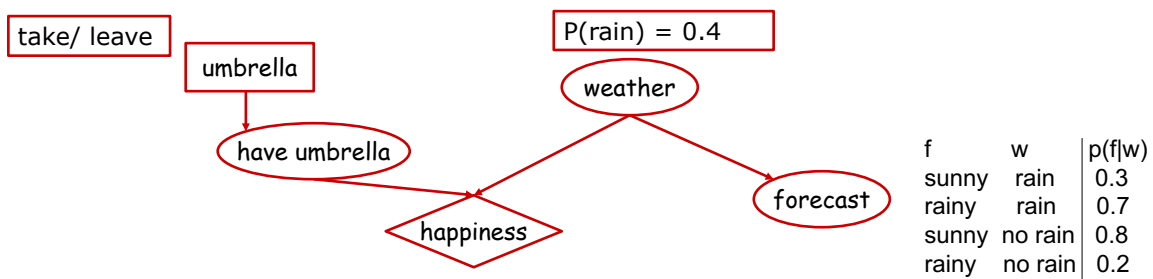 take/ leave
P(rain) = 0.4
umbrella
weather
have umbrella
forecast
happiness
f w p(f|w)
sunny rain 0.3
rainy rain 0.7
sunny no rain 0.8
rainy no rain 0.2